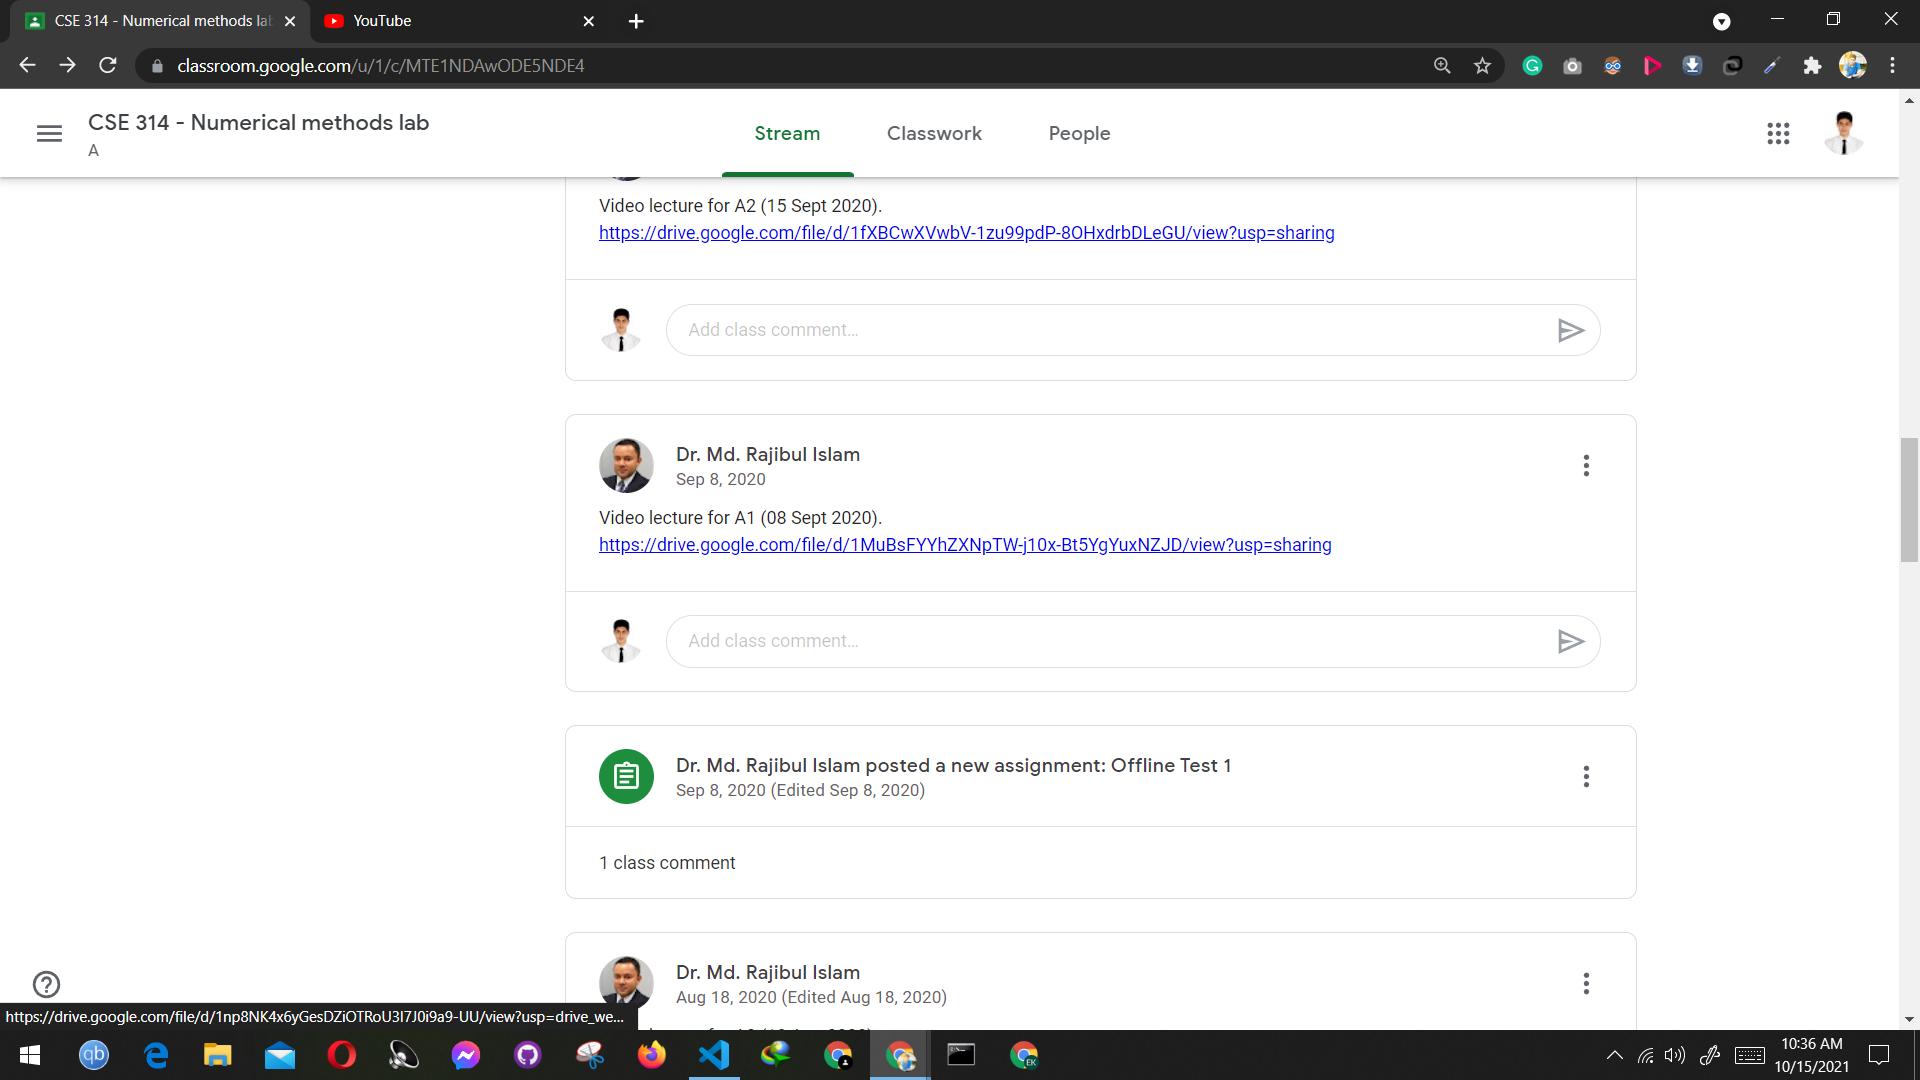 CSE 314 - Numerical methods la
YouTube
classroom.google.com/u/1/c/MTE1NDAwODE5NDE4
CSE 314 - Numerical methods lab
A
Stream
Classwork
People
Video lecture for A2 (15 Sept 2020).
https://drive.google.com/file/d/1fXBCwXVwbV-1zu99pdP-8OHxdrbDLeGU/view?usp=sharing
Add class comment...
Dr. Md. Rajibul Islam
Sep 8, 2020
Video lecture for A1 (08 Sept 2020).
https://drive.google.com/file/d/1MuBsFYYhZXNpTW-j10x-Bt5YgYuxNZJD/view?usp=sharing
Add class comment...
Dr. Md. Rajibul Islam posted a new assignment: Offline Test 1
Sep 8, 2020 (Edited Sep 8, 2020)
1 class comment
Dr. Md. Rajibul Islam
Aug 18, 2020 (Edited Aug 18, 2020)
https://drive.google.com/file/d/1np8NK4x6yGesDZiOTRoU3I7J0i9a9-UU/view?usp=drive_we...
qb
EK
10:36 AM
10/15/2021